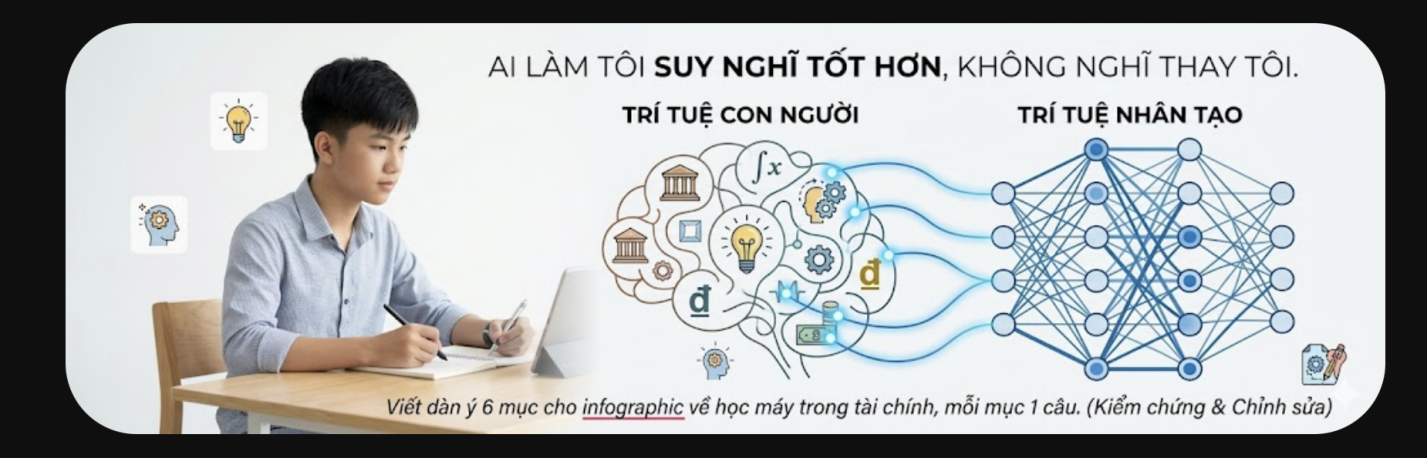 AI LÀM TÔI SUY NGHĨ TỐT HƠN, KHÔNG NGHĨ THAY TÔI.
TRÍ TUỆ CON NGƯỜI
TRÍ TUỆ NHÂN TẠO
∫x
đ
đ
Viết dàn ý 6 mục cho infographic về học máy trong tài chính, mỗi mục 1 câu. (Kiểm chứng & Chỉnh sửa)